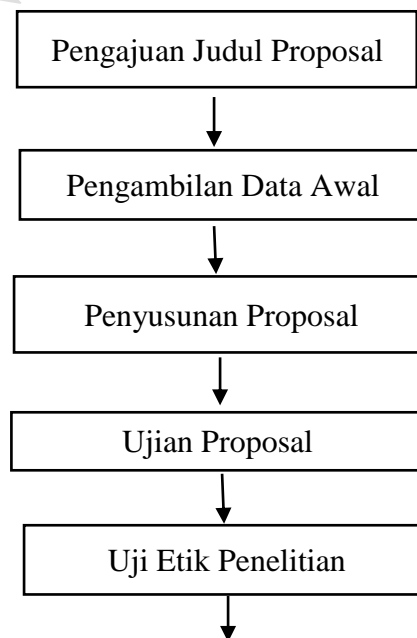 Pengajuan Judul Proposal
Pengambilan Data Awal
Penyusunan Proposal
Ujian Proposal
Uji Etik Penelitian